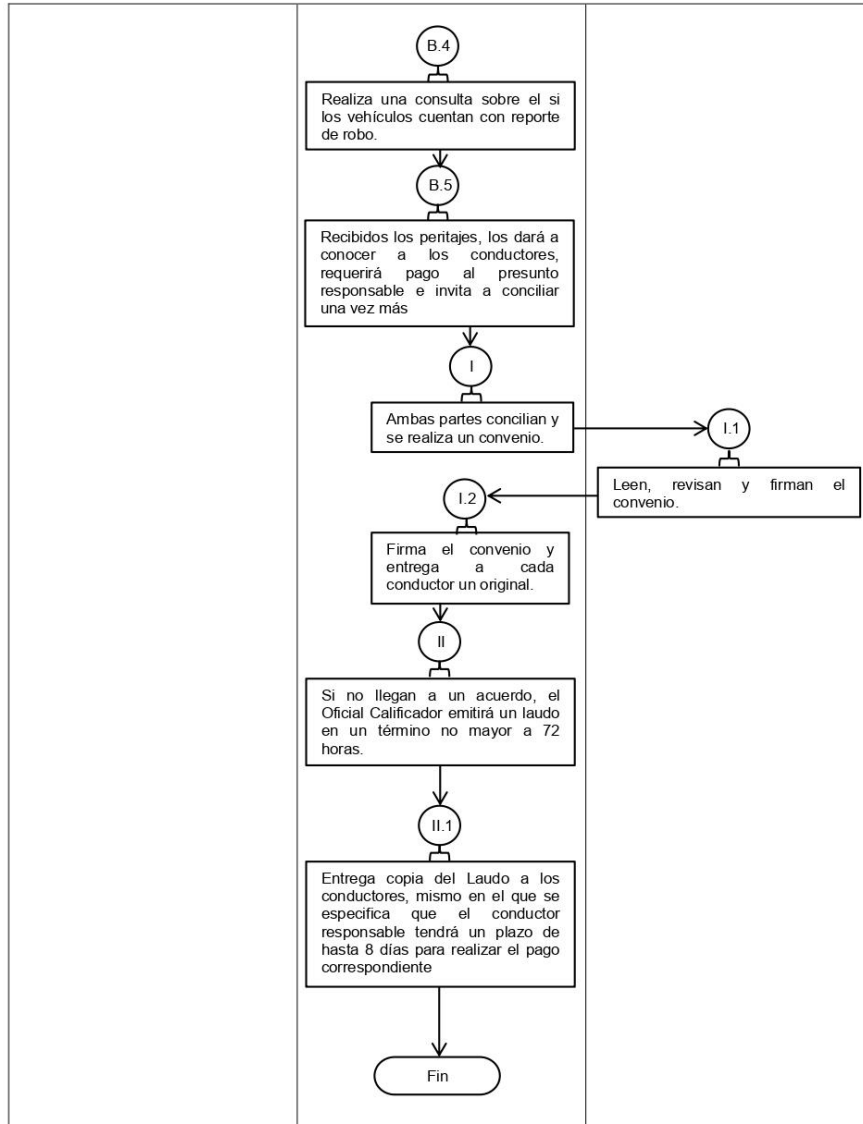 B.4
Realiza una consulta sobre el si
los vehículos cuentan con reporte
de robo.
B.5
Recibidos los peritajes, los dará a
conocer a los conductores,
requerirá pago al presunto
responsable e invita a conciliar
una vez más
I
Ambas partes concilian y
se realiza un convenio.
I.1
Leen, revisan y firman el
convenio.
I.2
Firma el convenio y
entrega a cada
conductor un original.
II
Si no llegan a un acuerdo, el
Oficial Calificador emitirá un laudo
en un término no mayor a 72
horas.
II.1
Entrega copia del Laudo a los
conductores, mismo en el que se
especifica que el conductor
responsable tendrá un plazo de
hasta 8 días para realizar el pago
correspondiente
Fin